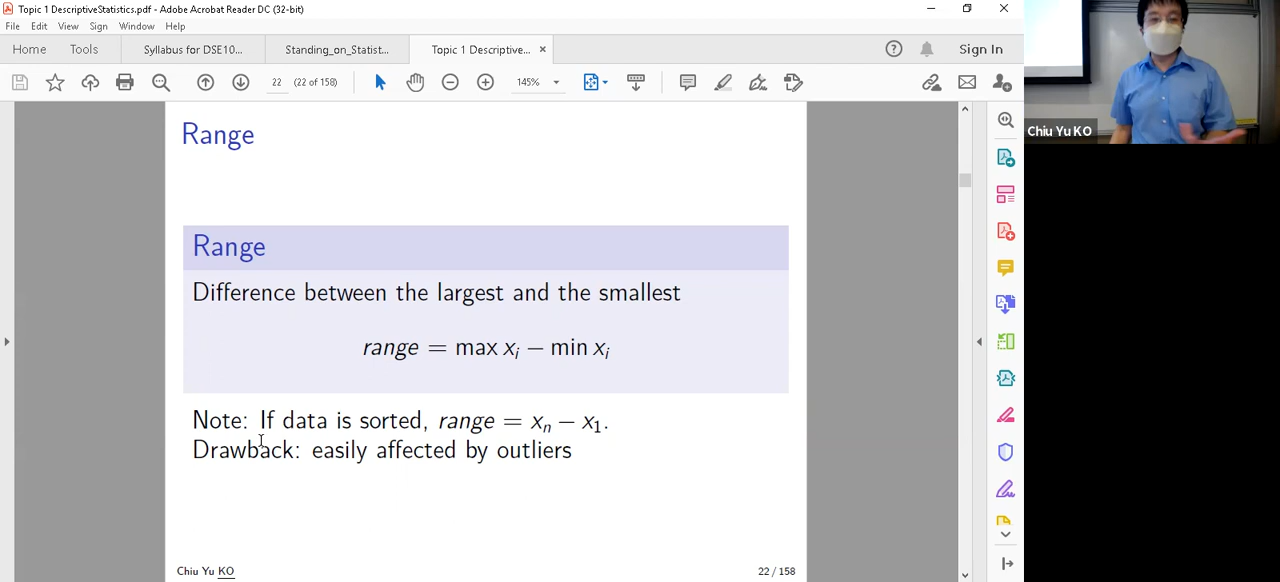 Topic 1 DescriptiveStatistics.pdf - Adobe Acrobat Reader DC (32-bit)
File Edit View Sign Window Help
Home Tools Syllabus for DSE10... Standing_on_Statist... Topic 1 Descriptive... × Sign In
22 (22 of 158) 145%
Range
Range
Difference between the largest and the smallest
range = max xᵢ − min xᵢ
Note: If data is sorted, range = xₙ − x₁.
Drawback: easily affected by outliers
Chiu Yu KO 22 / 158
Chiu Yu KO